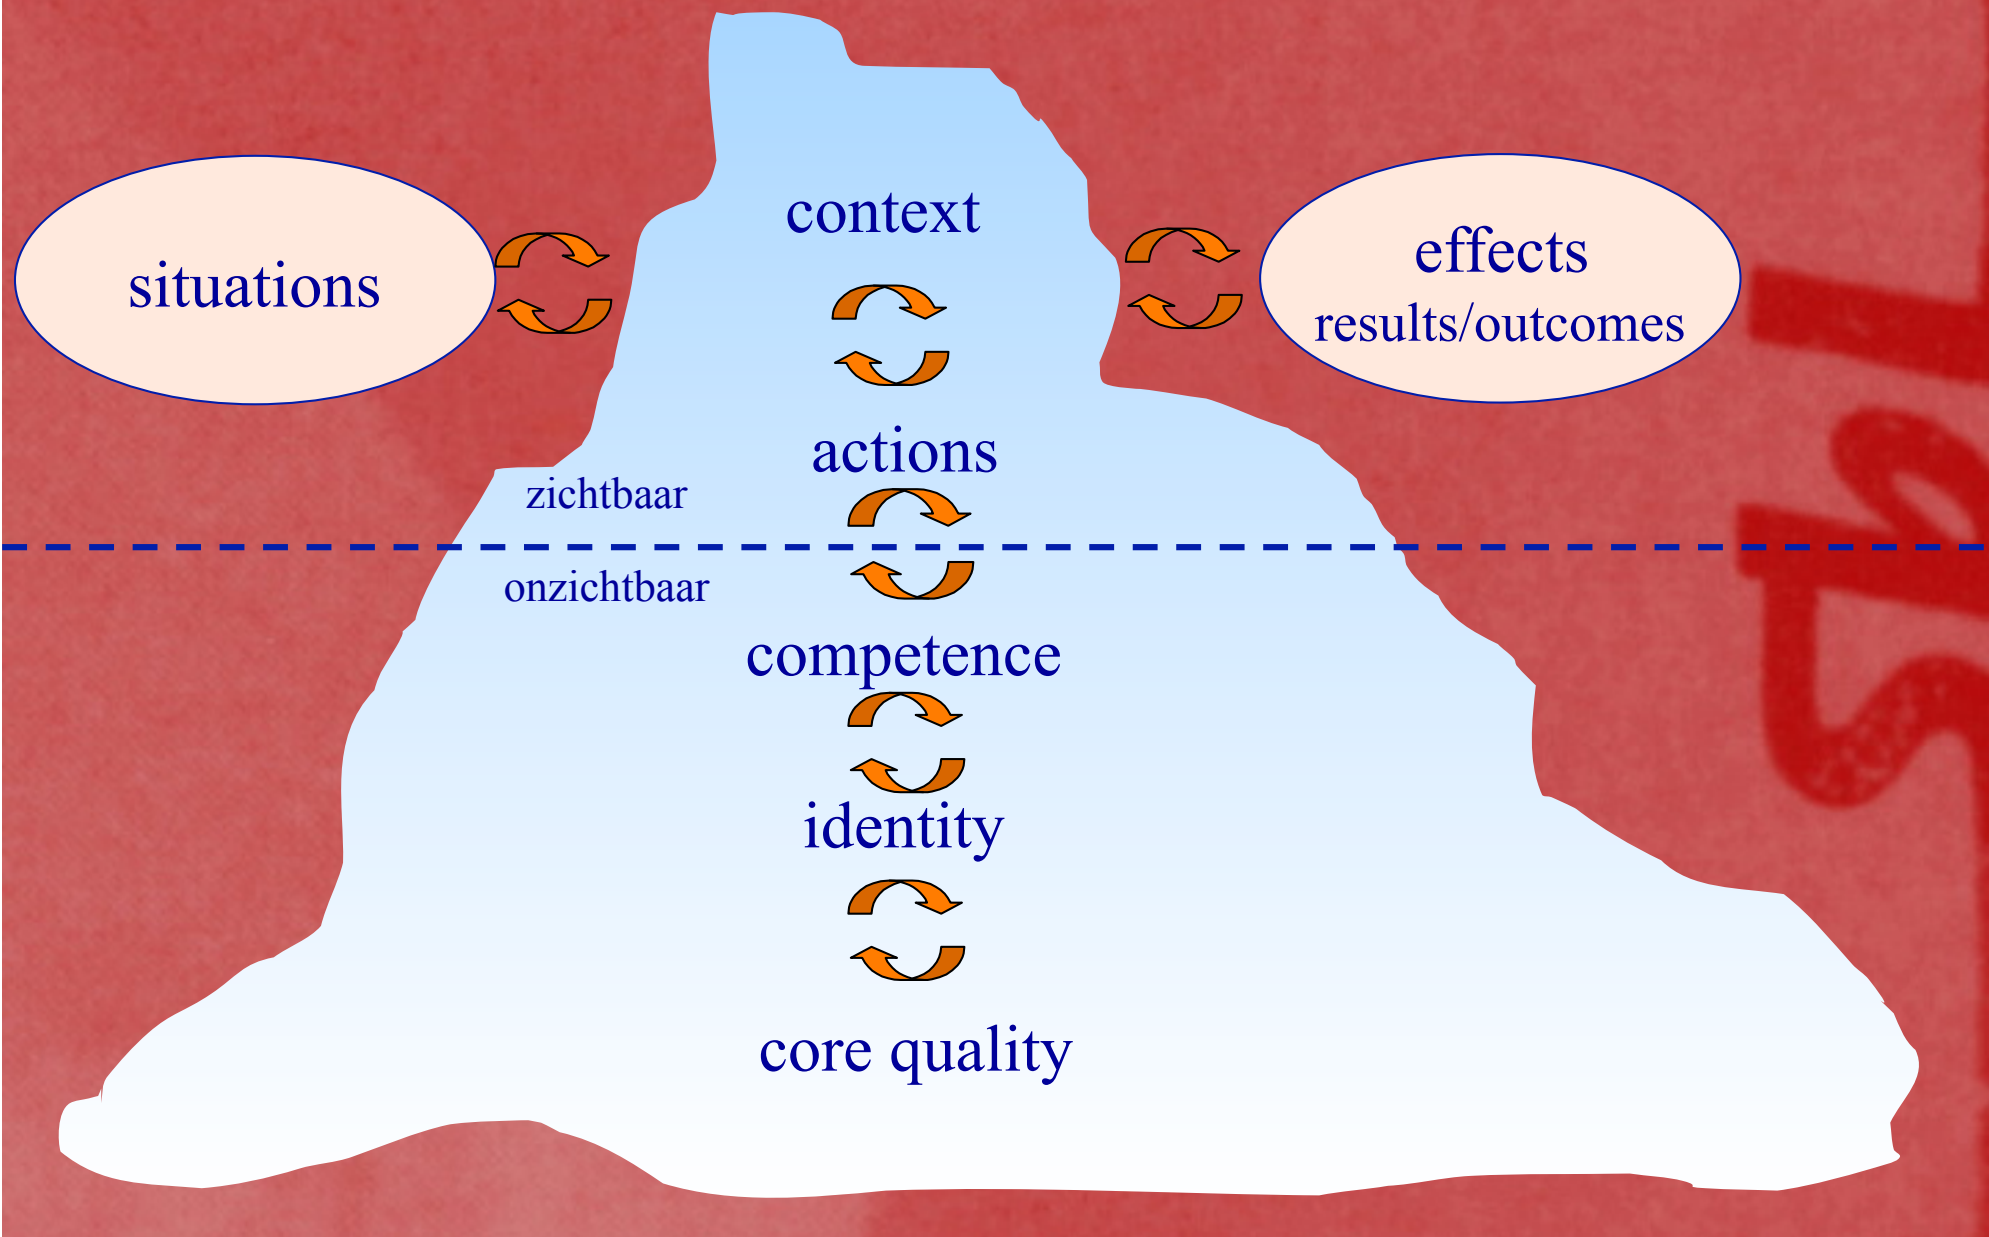 context
situations
effects
results/outcomes
actions
zichtbaar
onzichtbaar
competence
identity
core quality